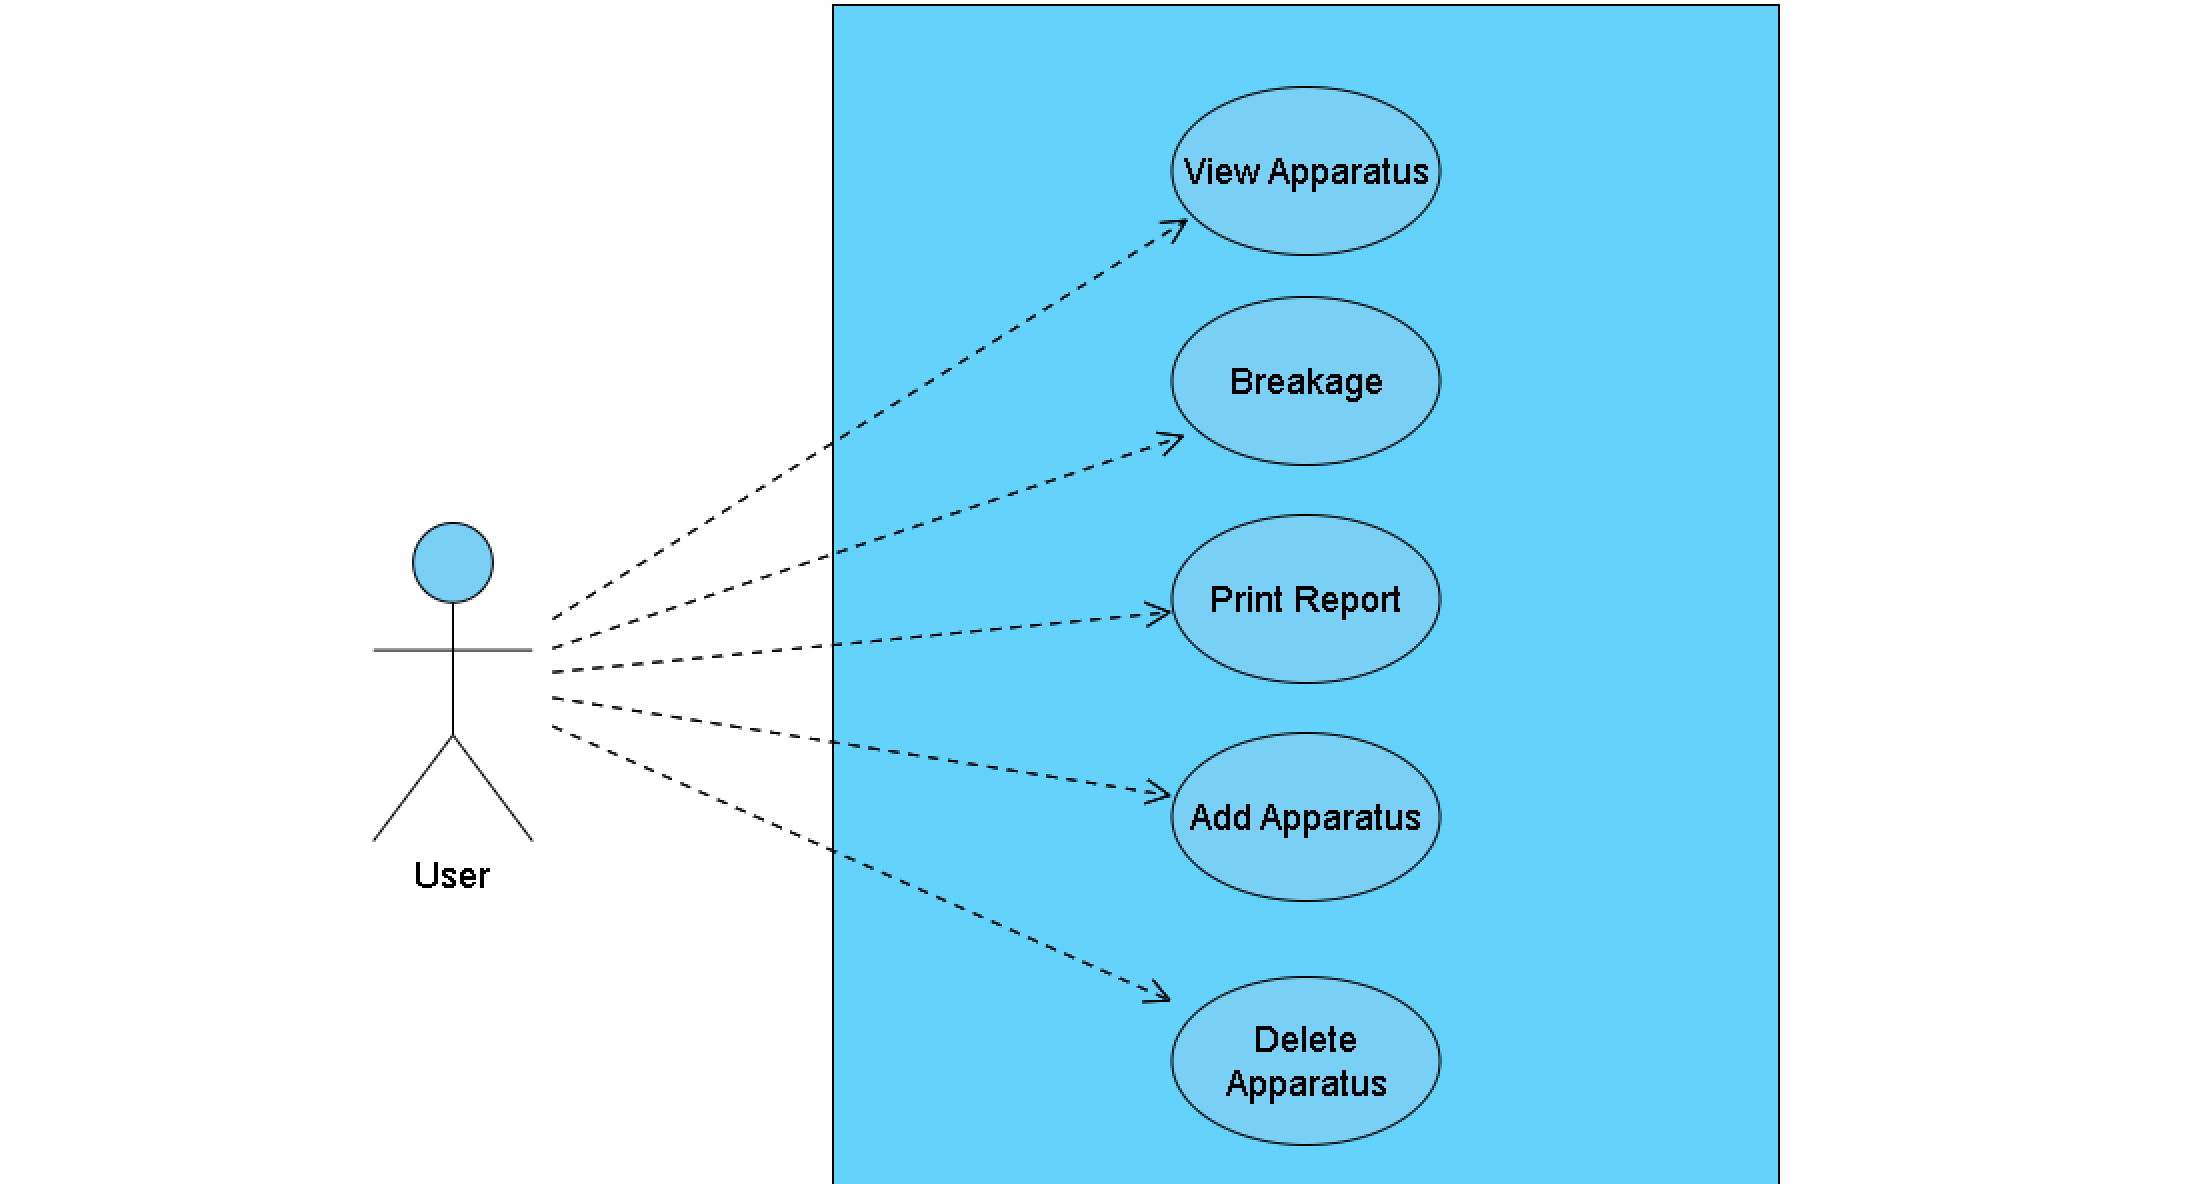 View Apparatus
Breakage
Print Report
Add Apparatus
User
Delete
Apparatus